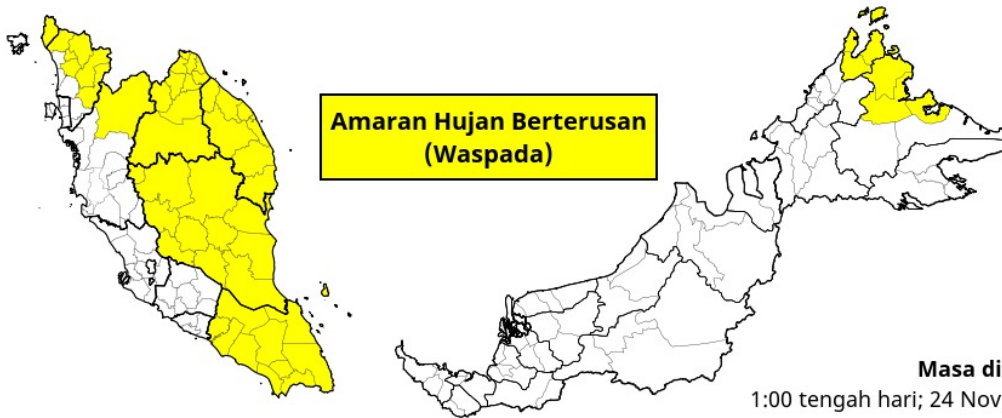 Amaran Hujan Berterusan
(Waspada)
Masa di
1:00 tengah hari; 24 Nov